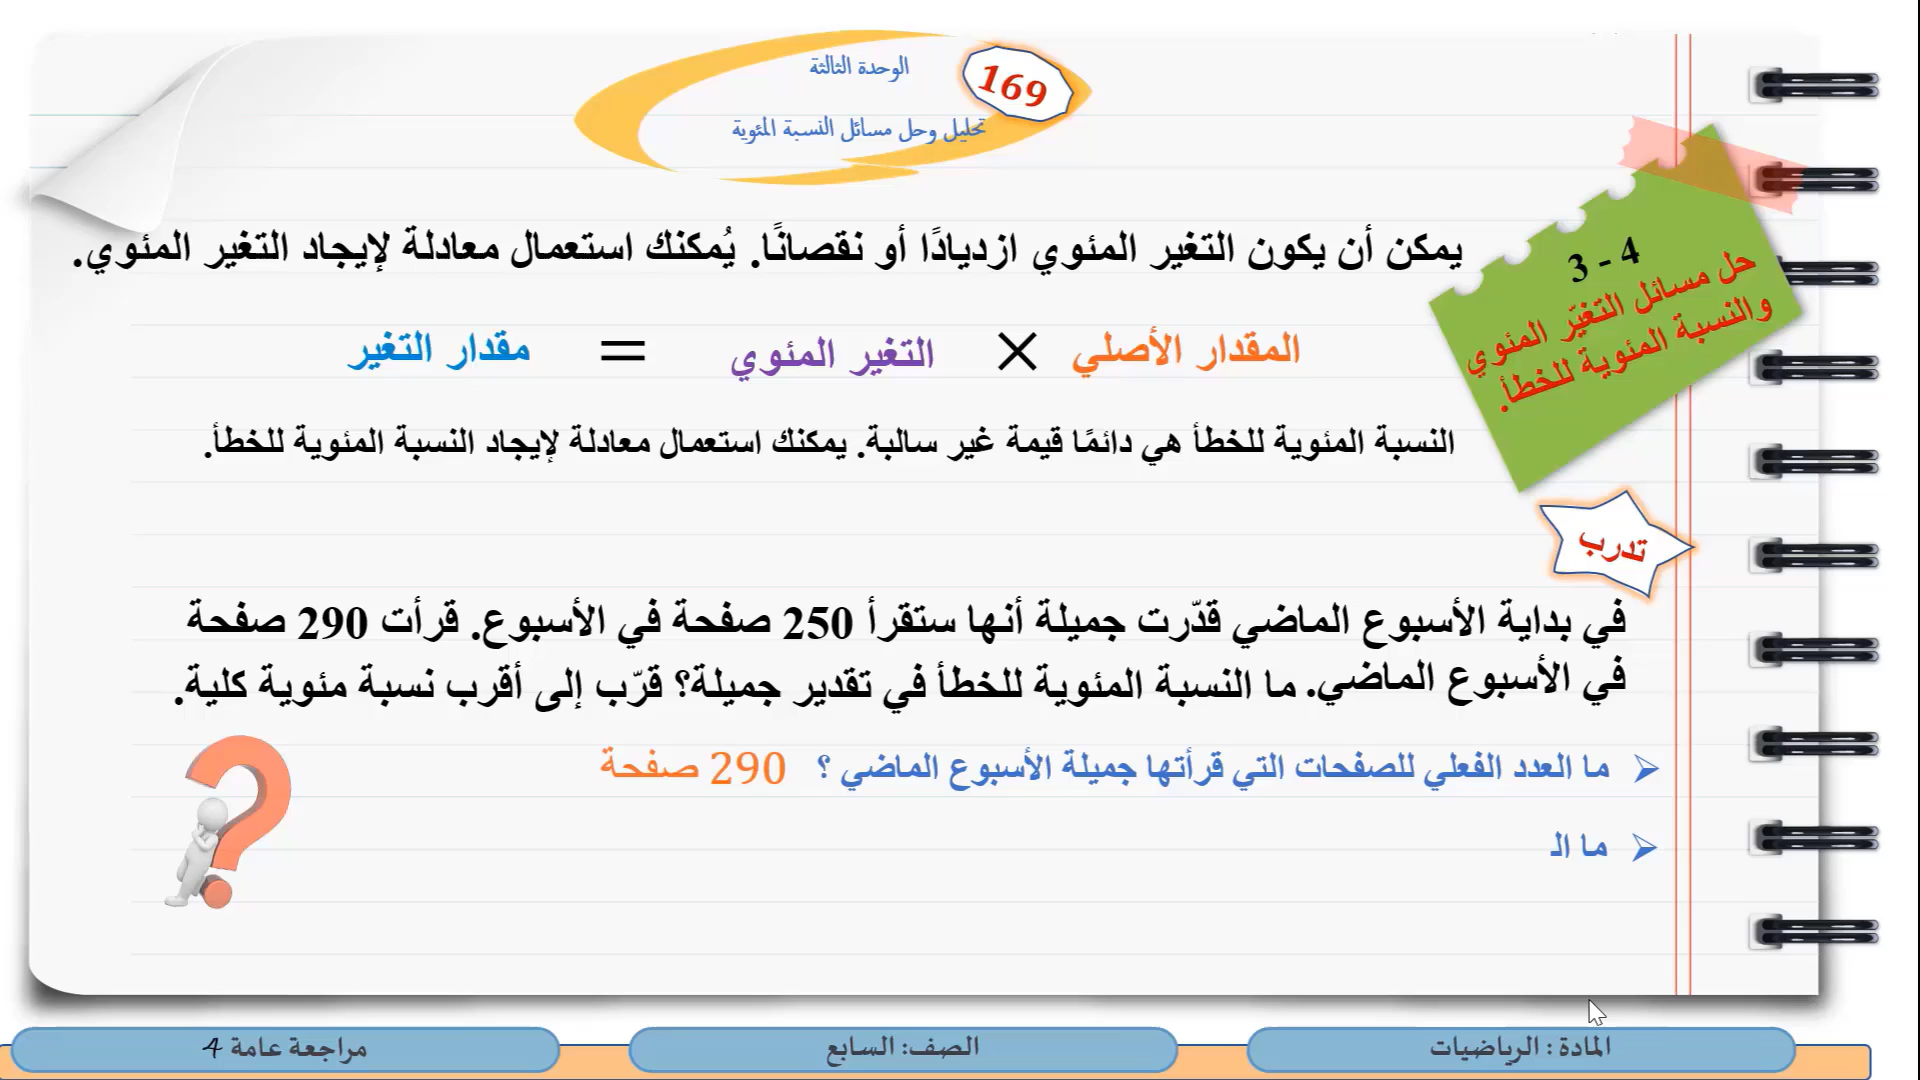 الوحدة الثالثة
169
تحليل وحل مسائل النسبة المئوية
3 - 4
حل مسائل التغيّر المئوي
والنسبة المئوية للخطأ.
يمكن أن يكون التغير المئوي ازديادًا أو نقصانًا. يُمكنك استعمال معادلة لإيجاد التغير المئوي.
المقدار الأصلي × التغير المئوي = مقدار التغير
النسبة المئوية للخطأ هي دائمًا قيمة غير سالبة. يمكنك استعمال معادلة لإيجاد النسبة المئوية للخطأ.
تدرب
في بداية الأسبوع الماضي قدّرت جميلة أنها ستقرأ 250 صفحة في الأسبوع. قرأت 290 صفحة
في الأسبوع الماضي. ما النسبة المئوية للخطأ في تقدير جميلة؟ قرّب إلى أقرب نسبة مئوية كلية.
ما العدد الفعلي للصفحات التي قرأتها جميلة الأسبوع الماضي ؟ 290 صفحة
ما الـ
المادة : الرياضيات
الصف: السابع
مراجعة عامة 4